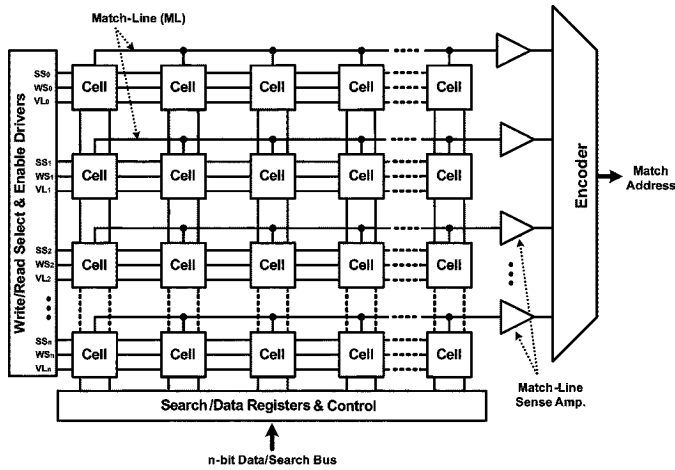 Match-Line (ML)
Write/Read Select & Enable Drivers
SS0
WS0
VL0
Cell Cell Cell Cell Cell
SS1
WS1
VL1
Cell Cell Cell Cell Cell
SS2
WS2
VL2
Cell Cell Cell Cell Cell
SSn
WSn
VLn
Cell Cell Cell Cell Cell
Encoder
Match
Address
Match-Line
Sense Amp.
Search/Data Registers & Control
n-bit Data/Search Bus